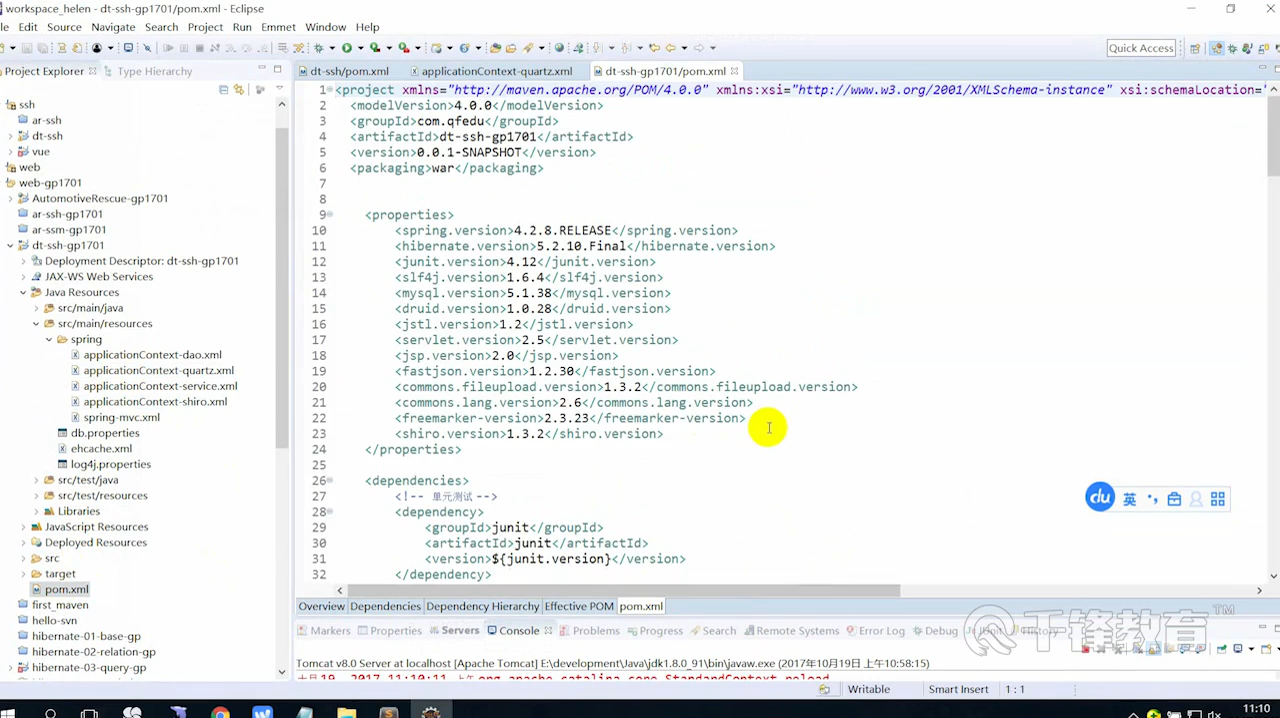 workspace_helen - dt-ssh-gp1701/pom.xml - Eclipse
Edit Source Navigate Search Project Run Emmet Window Help
Quick Access
Project Explorer Type Hierarchy
dt-ssh/pom.xml applicationContext-quartz.xml dt-ssh-gp1701/pom.xml
ssh
ar-ssh
dt-ssh
vue
web
web-gp1701
AutomotiveRescue-gp1701
ar-ssh-gp1701
ar-ssm-gp1701
dt-ssh-gp1701
Deployment Descriptor: dt-ssh-gp1701
JAX-WS Web Services
Java Resources
src/main/java
src/main/resources
spring
applicationContext-dao.xml
applicationContext-quartz.xml
applicationContext-service.xml
applicationContext-shiro.xml
spring-mvc.xml
db.properties
ehcache.xml
log4j.properties
src/test/java
src/test/resources
Libraries
JavaScript Resources
Deployed Resources
src
target
pom.xml
first_maven
hello-svn
hibernate-01-base-gp
hibernate-02-relation-gp
hibernate-03-query-gp
1 <project xmlns="http://maven.apache.org/POM/4.0.0" xmlns:xsi="http://www.w3.org/2001/XMLSchema-instance" xsi:schemaLocation="
2 <modelVersion>4.0.0</modelVersion>
3 <groupId>com.qfedu</groupId>
4 <artifactId>dt-ssh-gp1701</artifactId>
5 <version>0.0.1-SNAPSHOT</version>
6 <packaging>war</packaging>
7
8
9 <properties>
10 <spring.version>4.2.8.RELEASE</spring.version>
11 <hibernate.version>5.2.10.Final</hibernate.version>
12 <junit.version>4.12</junit.version>
13 <slf4j.version>1.6.4</slf4j.version>
14 <mysql.version>5.1.38</mysql.version>
15 <druid.version>1.0.28</druid.version>
16 <jstl.version>1.2</jstl.version>
17 <servlet.version>2.5</servlet.version>
18 <jsp.version>2.0</jsp.version>
19 <fastjson.version>1.2.30</fastjson.version>
20 <commons.fileupload.version>1.3.2</commons.fileupload.version>
21 <commons.lang.version>2.6</commons.lang.version>
22 <freemarker-version>2.3.23</freemarker-version>
23 <shiro.version>1.3.2</shiro.version>
24 </properties>
25
26 <dependencies>
27 <!-- 单元测试 -->
28 <dependency>
29 <groupId>junit</groupId>
30 <artifactId>junit</artifactId>
31 <version>${junit.version}</version>
32 </dependency>
du 英
Overview Dependencies Dependency Hierarchy Effective POM pom.xml
千锋教育 TM
Markers Properties Servers Console Problems Progress Search Remote Systems Error Log Debug
Tomcat v8.0 Server at localhost [Apache Tomcat] E:\development\Java\jdk1.8.0_91\bin\javaw.exe (2017年10月19日 上午10:58:15)
十月 19, 2017 11:10:11 上午 org.apache.catalina.core.StandardContext reload
Writable Smart Insert 1 : 1
11:10